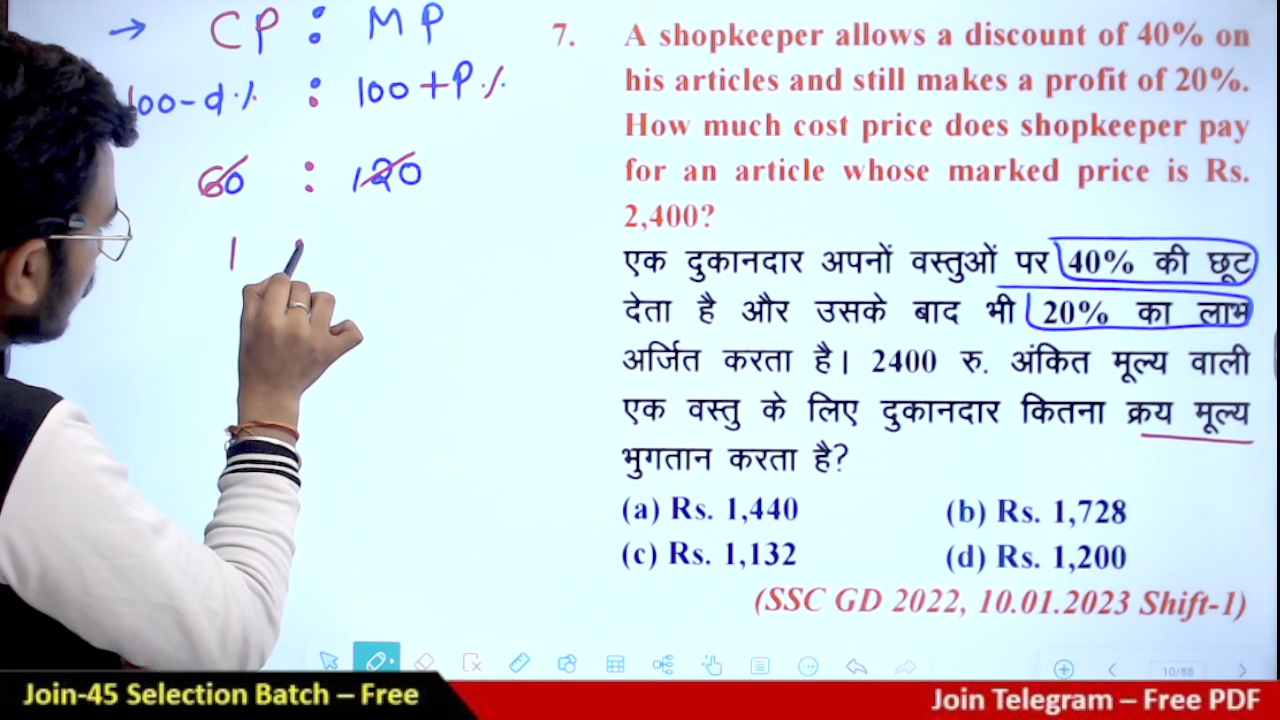 → CP : MP
100-d% : 100+P%
60 : 120
1 :
7. A shopkeeper allows a discount of 40% on
his articles and still makes a profit of 20%.
How much cost price does shopkeeper pay
for an article whose marked price is Rs.
2,400?
एक दुकानदार अपनों वस्तुओं पर 40% की छूट
देता है और उसके बाद भी 20% का लाभ
अर्जित करता है। 2400 रु. अंकित मूल्य वाली
एक वस्तु के लिए दुकानदार कितना क्रय मूल्य
भुगतान करता है?
(a) Rs. 1,440 (b) Rs. 1,728
(c) Rs. 1,132 (d) Rs. 1,200
(SSC GD 2022, 10.01.2023 Shift-1)
10/88
Join-45 Selection Batch – Free
Join Telegram – Free PDF